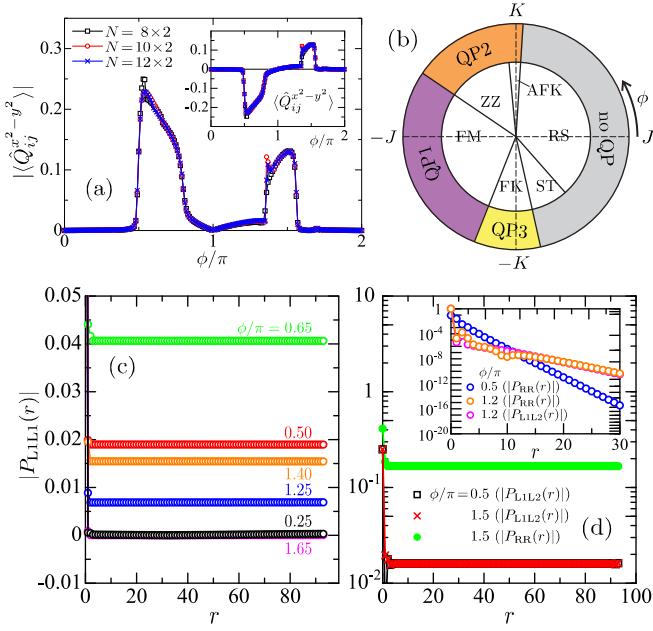 |⟨Q̂ᵢⱼ^{x²−y²}⟩|
0.3
0.2
0.1
0
N = 8×2
N = 10×2
N = 12×2
0.1
0
-0.1
-0.2
⟨Q̂ᵢⱼ^{x²−y²}⟩
0
1
ϕ/π
2
(a)
0
1
2
ϕ/π
(b)
K
QP2
AFK
ZZ
ϕ
−J
FM
RS
no QP
J
QP1
FK
ST
QP3
−K
|P_{L1L1}(r)|
0.05
0.04
0.03
0.02
0.01
0
-0.01
ϕ/π=0.65
(c)
0.50
1.40
1.25
0.25
1.65
0 20 40 60 80
r
10
1
10⁻¹
10⁻²
1
10⁻⁴
10⁻⁸
10⁻¹¹
10⁻¹⁶
10⁻²⁰
ϕ/π
0.5 (|P_{RR}(r)|)
1.2 (|P_{RR}(r)|)
1.2 (|P_{L1L2}(r)|)
0 10 r 20 30
ϕ/π=0.5 (|P_{L1L2}(r)|)
1.5 (|P_{L1L2}(r)|)
1.5 (|P_{RR}(r)|)
(d)
0 20 40 60 80 100
r